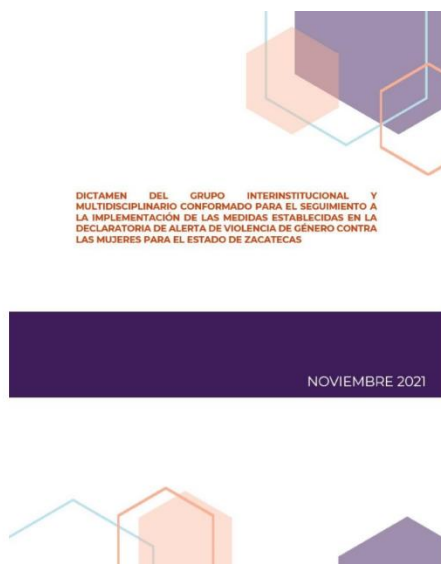 DICTAMEN DEL GRUPO INTERINSTITUCIONAL Y
MULTIDISCIPLINARIO CONFORMADO PARA EL SEGUIMIENTO A
LA IMPLEMENTACIÓN DE LAS MEDIDAS ESTABLECIDAS EN LA
DECLARATORIA DE ALERTA DE VIOLENCIA DE GÉNERO CONTRA
LAS MUJERES PARA EL ESTADO DE ZACATECAS
NOVIEMBRE 2021